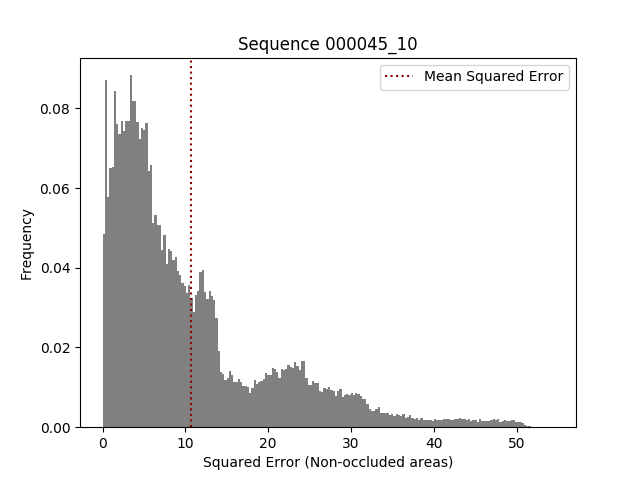 Sequence 000045_10
Mean Squared Error
0.08
0.06
0.04
0.02
0.00
Frequency
0 10 20 30 40 50
Squared Error (Non-occluded areas)